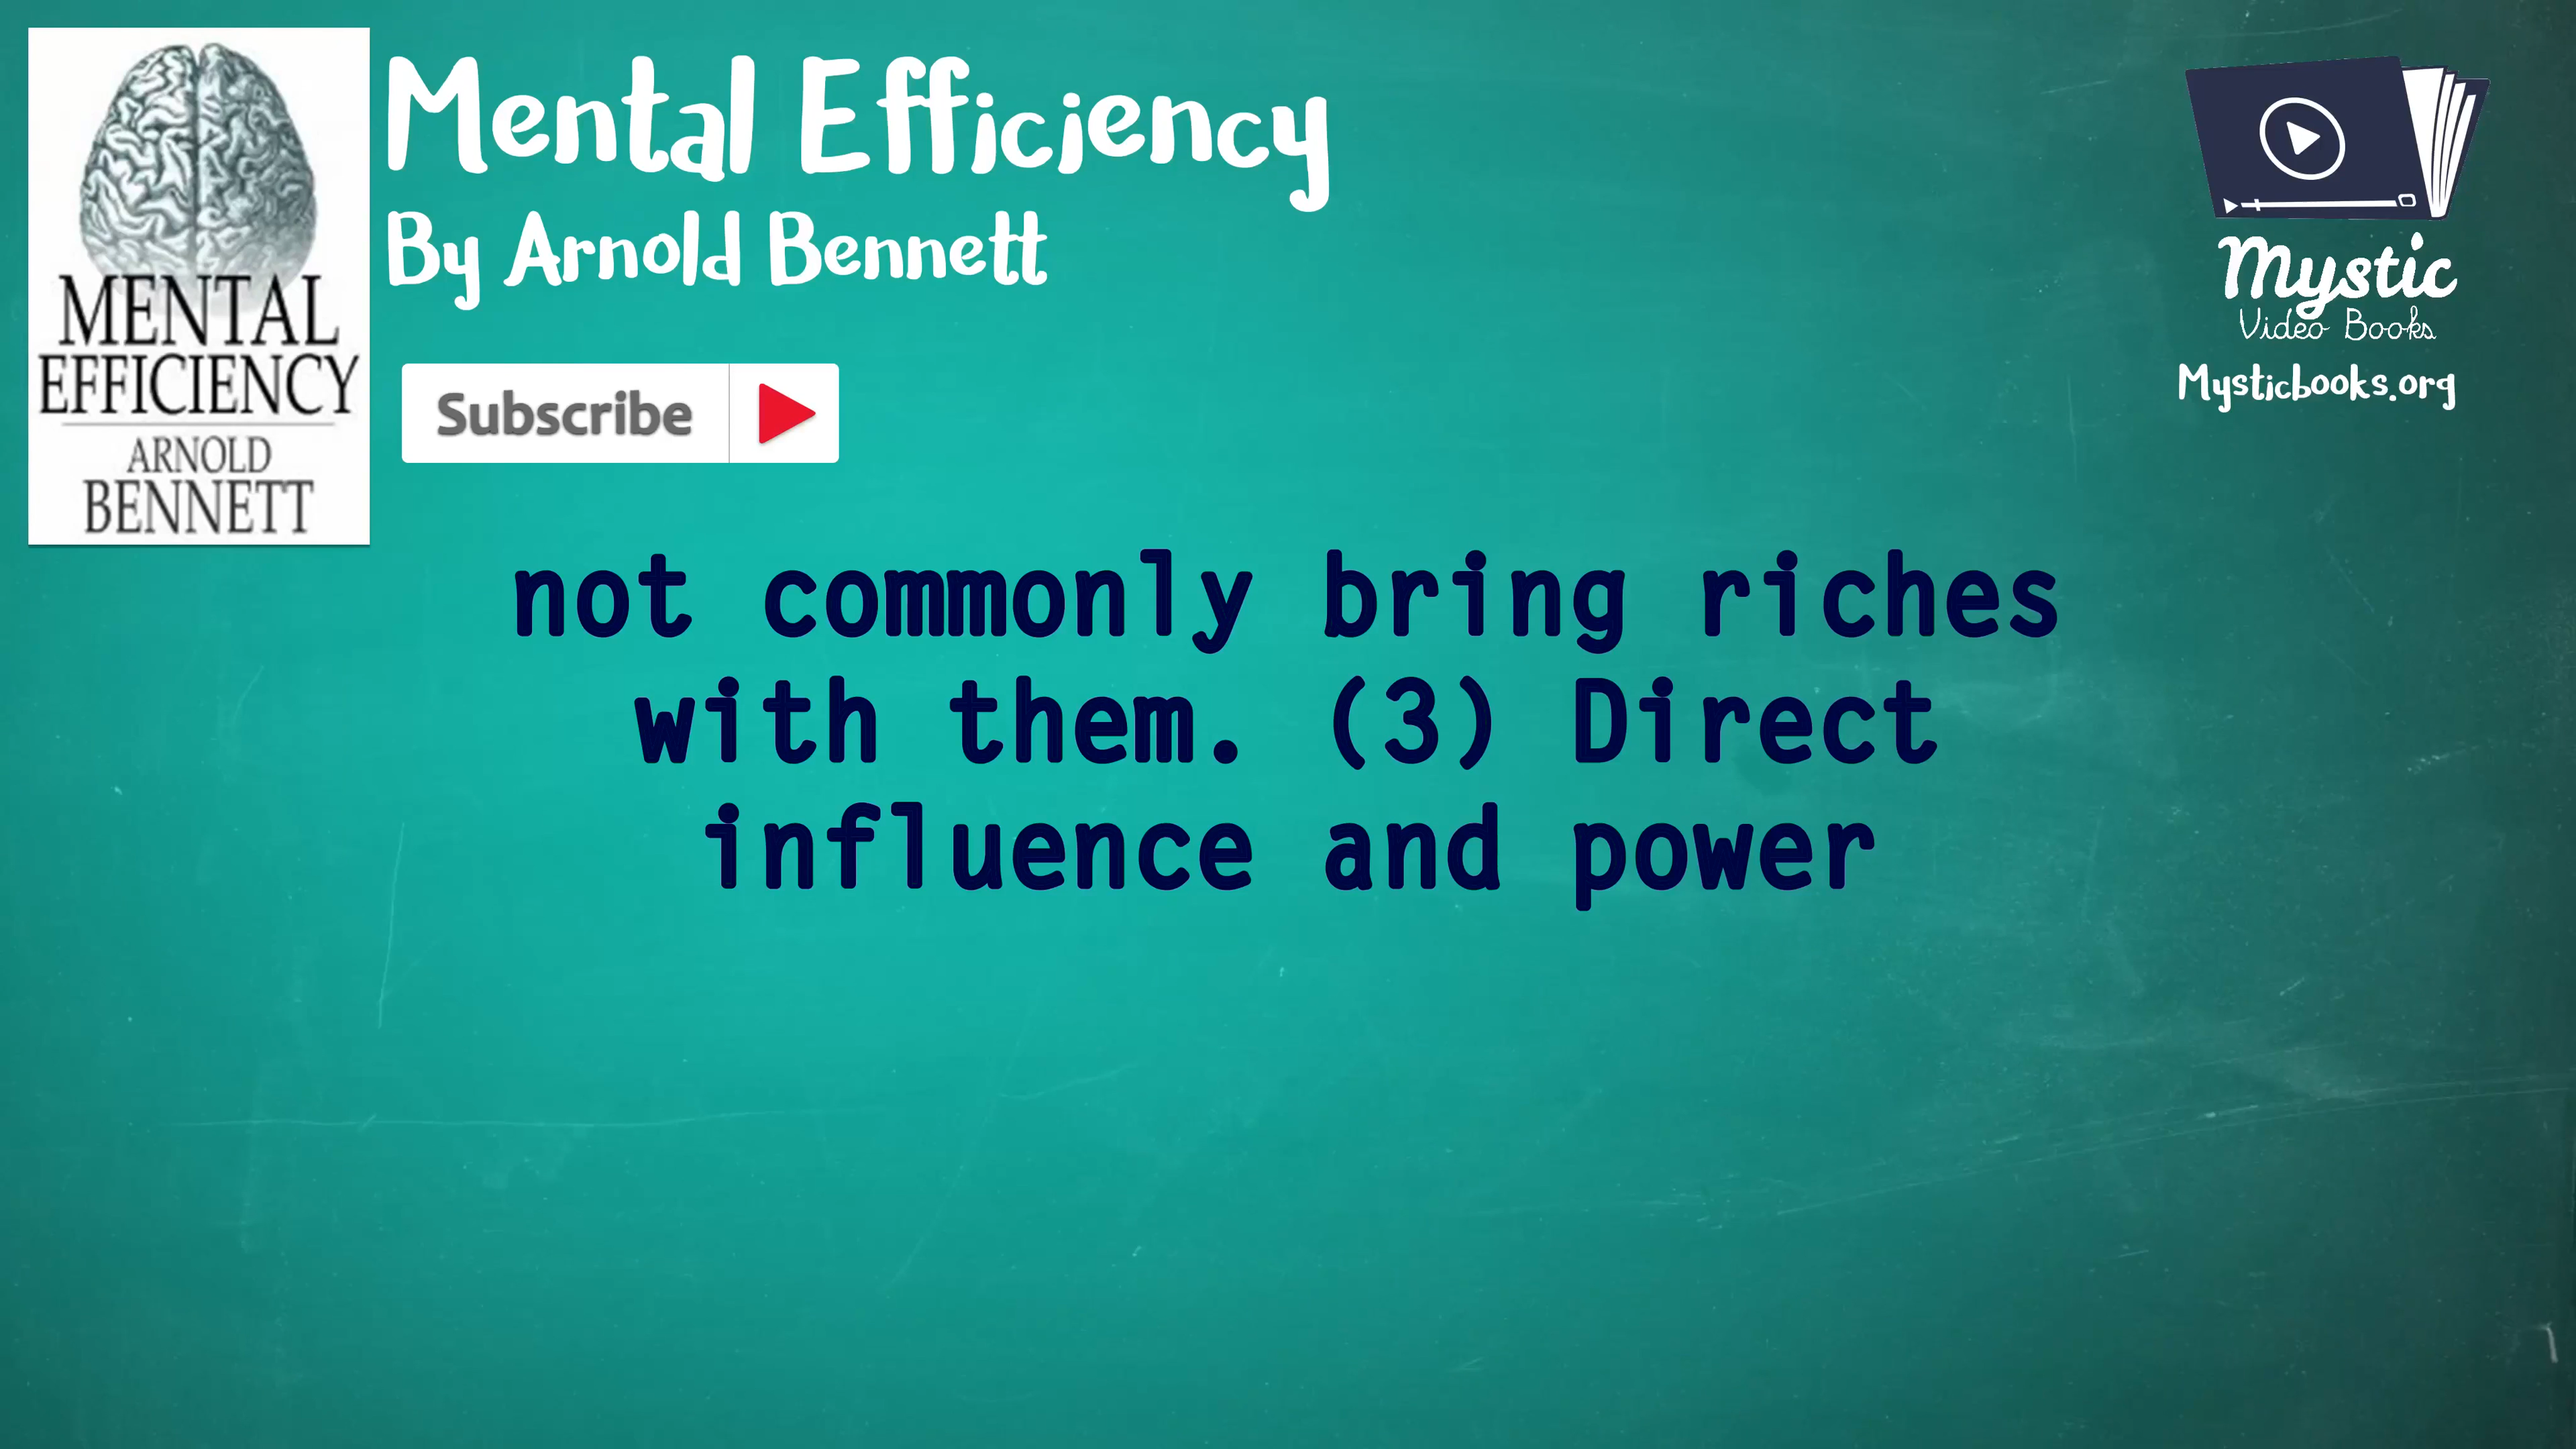 MENTAL
EFFICIENCY
ARNOLD
BENNETT
Mental Efficiency
By Arnold Bennett
Subscribe
Mystic
Video Books
Mysticbooks.org
not commonly bring riches
with them. (3) Direct
influence and power